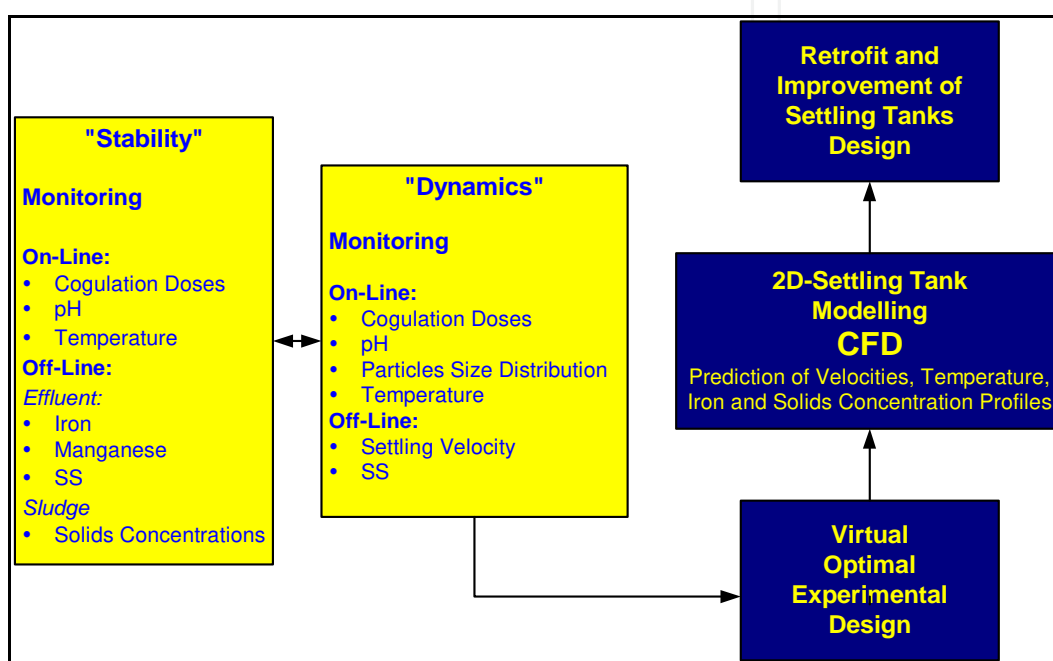 "Stability"
Monitoring
On-Line:
• Cogulation Doses
• pH
• Temperature
Off-Line:
Effluent:
• Iron
• Manganese
• SS
Sludge
• Solids Concentrations
"Dynamics"
Monitoring
On-Line:
• Cogulation Doses
• pH
• Particles Size Distribution
• Temperature
Off-Line:
• Settling Velocity
• SS
Retrofit and
Improvement of
Settling Tanks
Design
2D-Settling Tank
Modelling
CFD
Prediction of Velocities, Temperature,
Iron and Solids Concentration Profiles
Virtual
Optimal
Experimental
Design